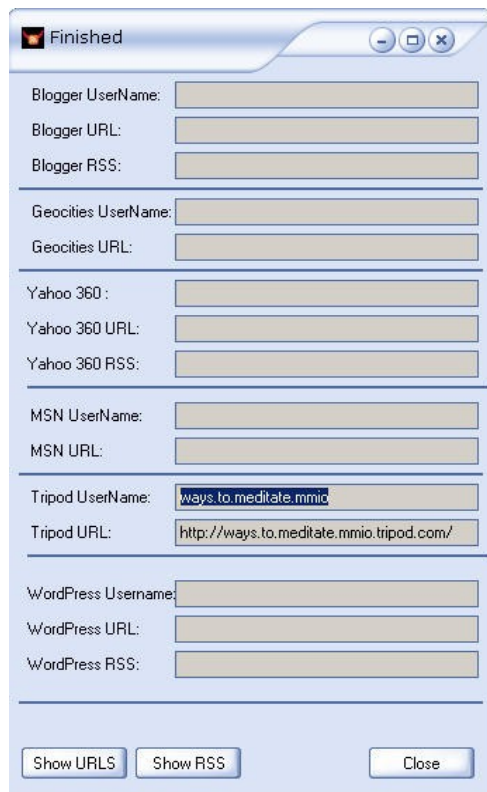 Finished
Blogger UserName:
Blogger URL:
Blogger RSS:
Geocities UserName:
Geocities URL:
Yahoo 360 :
Yahoo 360 URL:
Yahoo 360 RSS:
MSN UserName:
MSN URL:
Tripod UserName: ways.to.meditate.mmio
Tripod URL: http://ways.to.meditate.mmio.tripod.com/
WordPress Username:
WordPress URL:
WordPress RSS:
Show URLS Show RSS Close